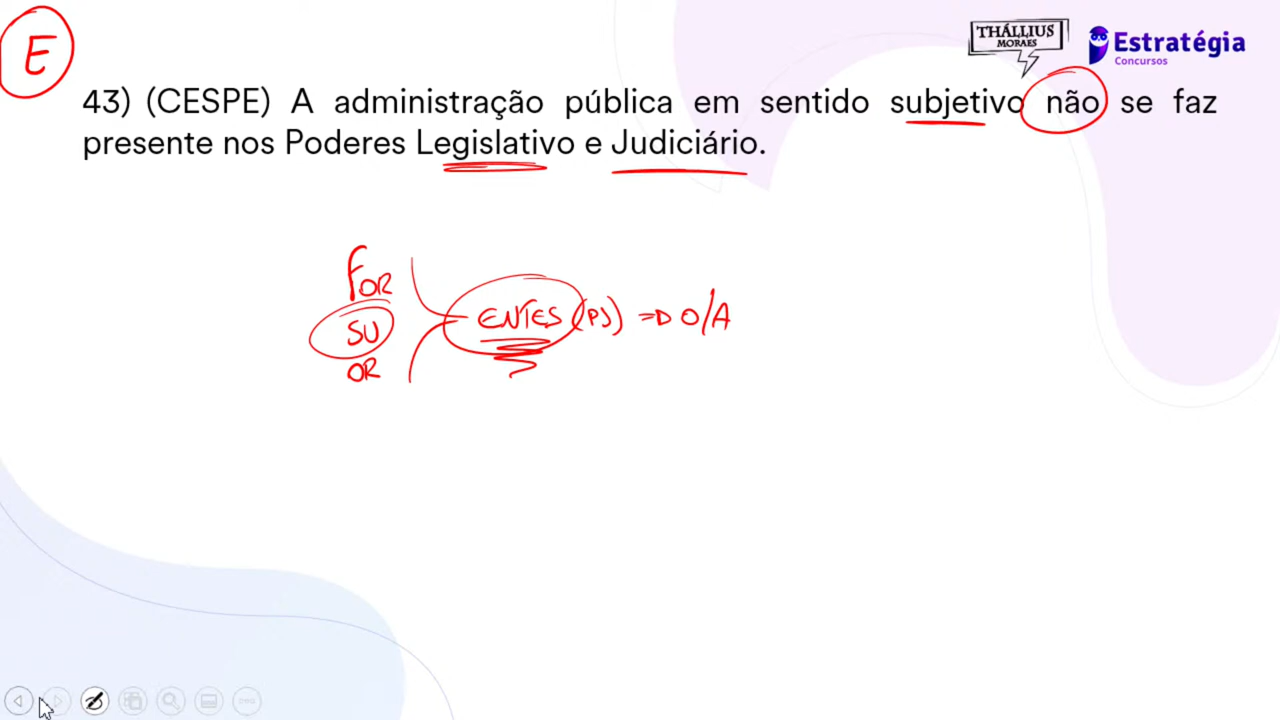 E
THÁLLIUS
MORAES
Estratégia
Concursos
43) (CESPE) A administração pública em sentido subjetivo não se faz
presente nos Poderes Legislativo e Judiciário.
FOR
SU
OR
ENTES (PJ) => O/A